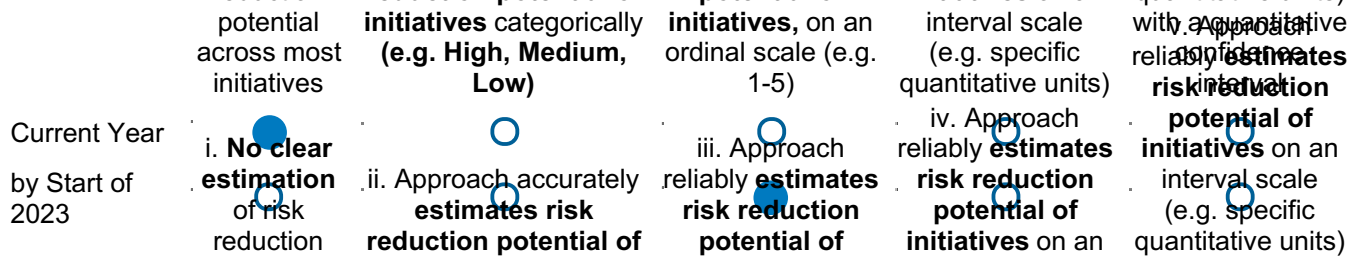 potential
across most
initiatives
initiatives categorically
(e.g. High, Medium,
Low)
initiatives, on an
ordinal scale (e.g.
1-5)
interval scale
(e.g. specific
quantitative units)
with a quantitative
confidence
interval
Current Year
by Start of
2023
i. No clear
estimation
of risk
reduction
ii. Approach accurately
estimates risk
reduction potential of
iii. Approach
reliably estimates
risk reduction
potential of
iv. Approach
reliably estimates
risk reduction
potential of
initiatives on an
v. Approach
reliably estimates
risk reduction
potential of
initiatives on an
interval scale
(e.g. specific
quantitative units)